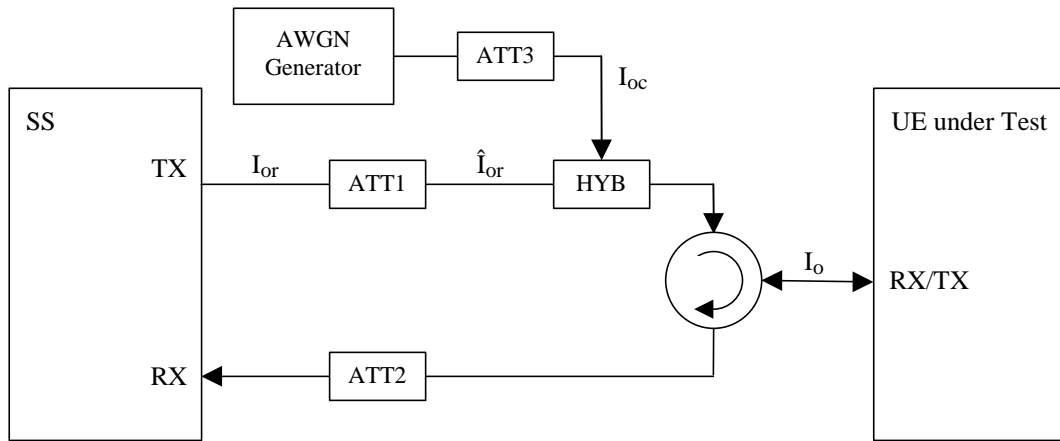 AWGN
Generator
ATT3
I_oc
SS
UE under Test
TX
I_or
ATT1
Î_or
HYB
I_o
RX/TX
RX
ATT2